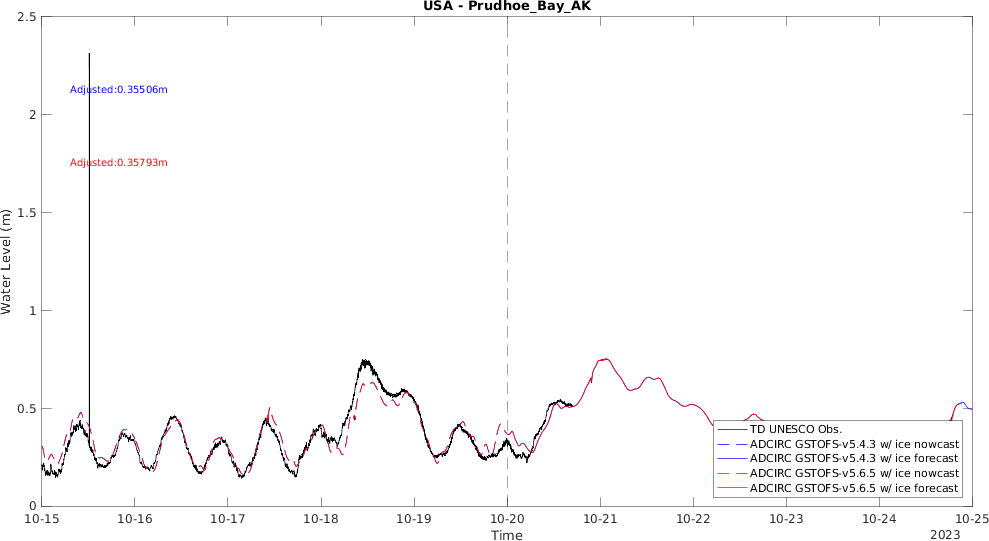 USA - Prudhoe_Bay_AK
2.5
Adjusted:0.35506m
2
Adjusted:0.35793m
1.5
Water Level (m)
1
0.5
TD UNESCO Obs.
ADCIRC GSTOFS-v5.4.3 w/ ice nowcast
ADCIRC GSTOFS-v5.4.3 w/ ice forecast
ADCIRC GSTOFS-v5.6.5 w/ ice nowcast
ADCIRC GSTOFS-v5.6.5 w/ ice forecast
0
10-15 10-16 10-17 10-18 10-19 10-20 10-21 10-22 10-23 10-24 10-25
Time
2023